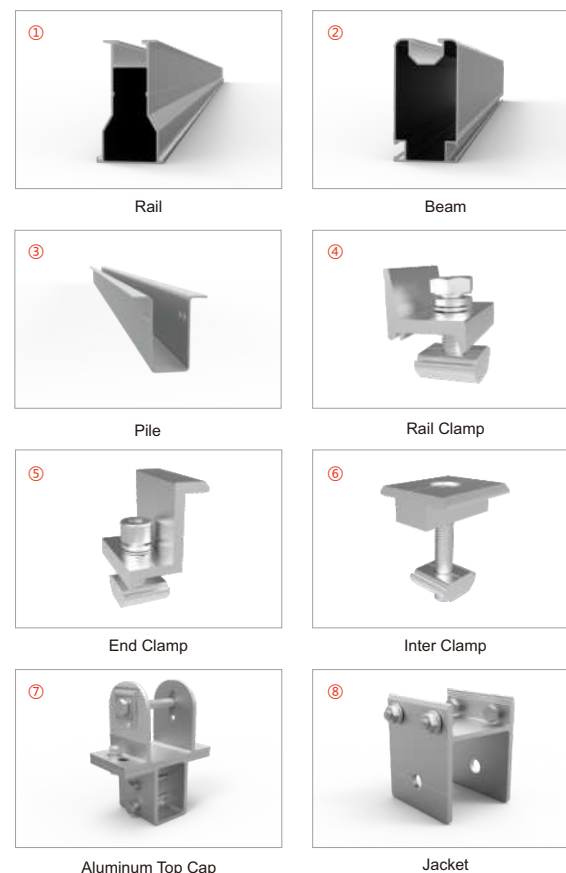 ① ②
Rail Beam
③ ④
Pile Rail Clamp
⑤ ⑥
End Clamp Inter Clamp
⑦ ⑧
Aluminum Top Cap Jacket